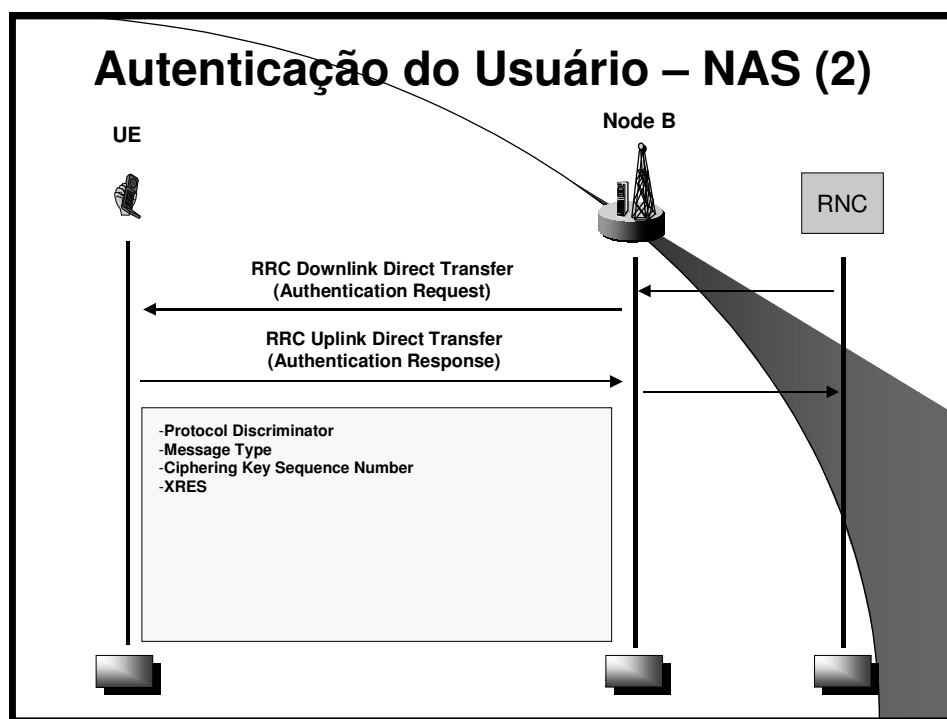 Autenticação do Usuário – NAS (2)
UE
Node B
RNC
RRC Downlink Direct Transfer
(Authentication Request)
RRC Uplink Direct Transfer
(Authentication Response)
-Protocol Discriminator
-Message Type
-Ciphering Key Sequence Number
-XRES